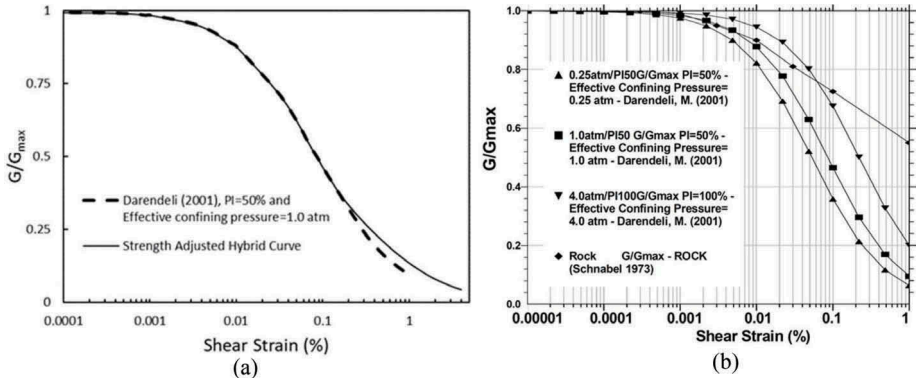 1
0.75
0.5
0.25
0
G/Gmax
Darendeli (2001), PI=50% and
Effective confining pressure=1.0 atm
Strength Adjusted Hybrid Curve
0.0001 0.001 0.01 0.1 1
Shear Strain (%)
(a)
1.0
0.8
0.6
0.4
0.2
0.0
G/Gmax
0.25atm/PI50G/Gmax PI=50% -
Effective Confining Pressure=
0.25 atm - Darendeli, M. (2001)
1.0atm/PI50 G/Gmax PI=50% -
Effective Confining Pressure=
1.0 atm - Darendeli, M. (2001)
4.0atm/PI100G/Gmax PI=100% -
Effective Confining Pressure=
4.0 atm - Darendeli, M. (2001)
Rock G/Gmax - ROCK
(Schnabel 1973)
0.00001 0.0001 0.001 0.01 0.1 1
Shear Strain (%)
(b)